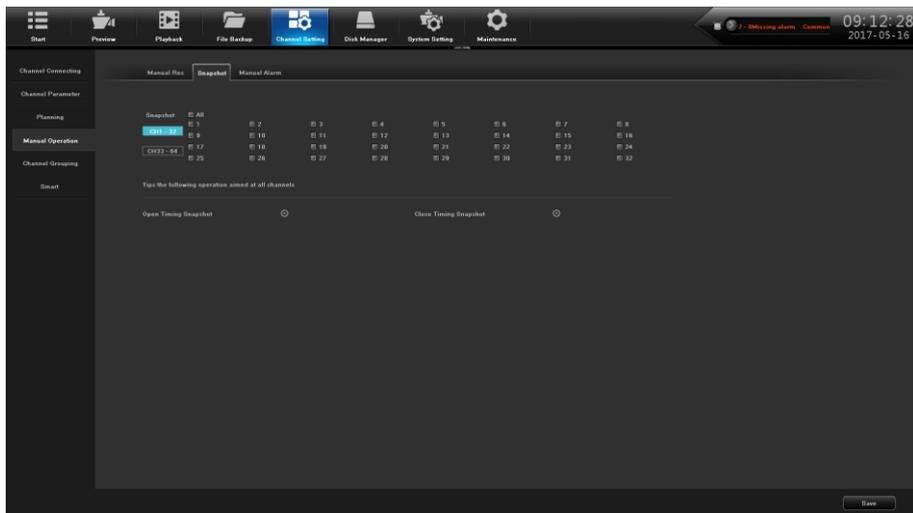 09:12:28
2 - 8Missing alarm Common
2017-05-16
Start Preview Playback File Backup Channel Setting Disk Manager System Setting Maintenance
Channel Connecting
Channel Parameter
Planning
Manual Operation
Channel Grouping
Smart
Manual Rec Snapshot Manual Alarm
Snapshot All
CH1 - 32
CH33 - 64
1 2 3 4 5 6 7 8
9 10 11 12 13 14 15 16
17 18 19 20 21 22 23 24
25 26 27 28 29 30 31 32
Tips the following operation aimed at all channels
Open Timing Snapshot Close Timing Snapshot
Save